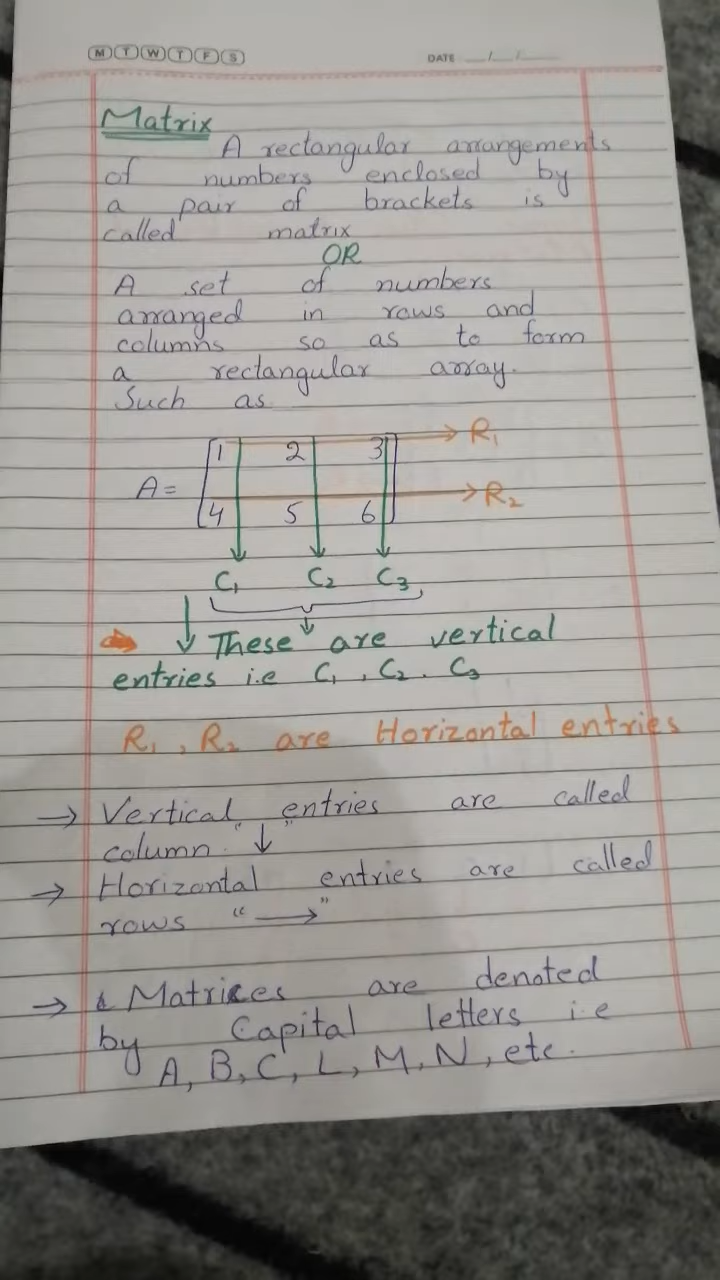 M T W T F S
DATE __/__/__
Matrix
A rectangular arrangements
of numbers enclosed by
a pair of brackets is
called matrix
OR
A set of numbers
arranged in rows and
columns so as to form
a rectangular array.
Such as
1 2 3 → R₁
A =
4 5 6 → R₂
C₁ C₂ C₃
↓ These are vertical
entries i.e C₁, C₂. C₃
R₁, R₂ are Horizontal entries
→ Vertical entries are called
column. "↓"
→ Horizontal entries are called
rows "→"
→ Matrices are denoted
by Capital letters i.e
A, B, C, L, M, N, etc.